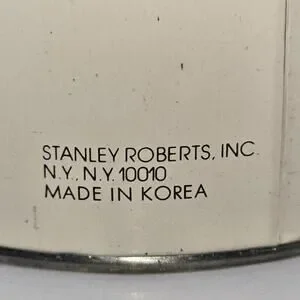 STANLEY ROBERTS, INC.
N.Y., N.Y. 10010
MADE IN KOREA